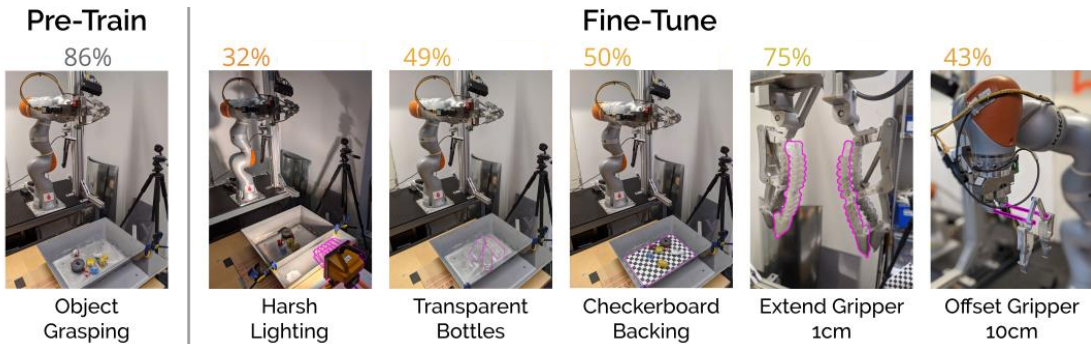 Pre-Train
Fine-Tune
86%
32%
49%
50%
75%
43%
Object
Grasping
Harsh
Lighting
Transparent
Bottles
Checkerboard
Backing
Extend Gripper
1cm
Offset Gripper
10cm